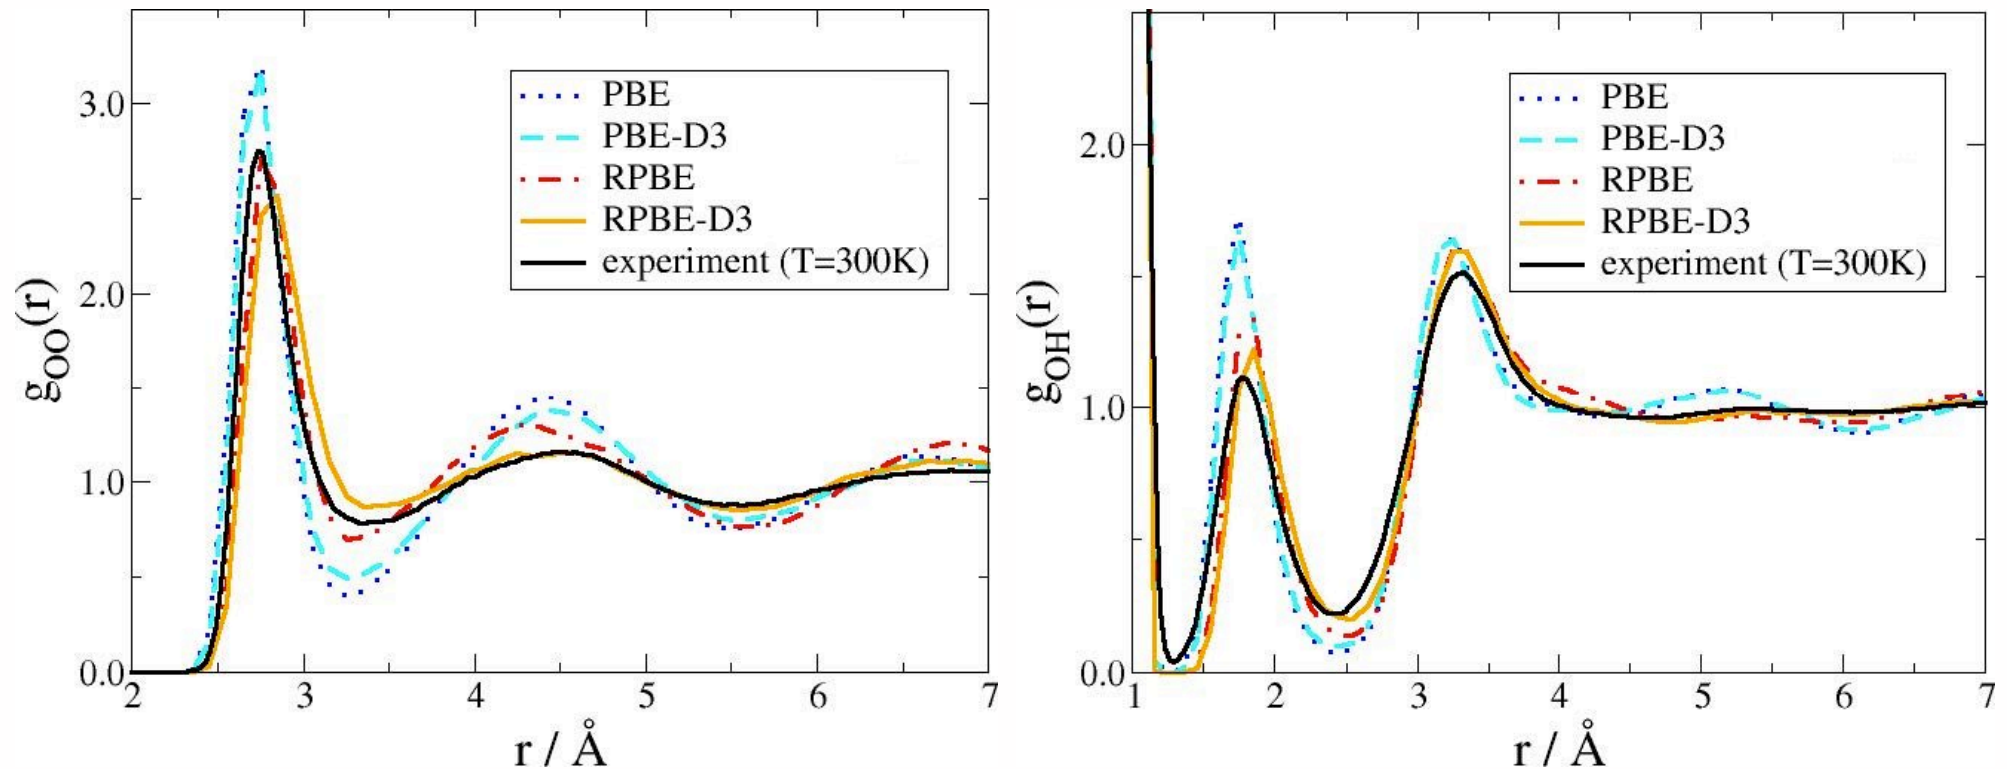 3.0
2.0
1.0
0.0
2 3 4 5 6 7
g_OO(r)
r / Å
PBE
PBE-D3
RPBE
RPBE-D3
experiment (T=300K)
2.0
1.0
0.0
1 2 3 4 5 6 7
g_OH(r)
r / Å
PBE
PBE-D3
RPBE
RPBE-D3
experiment (T=300K)